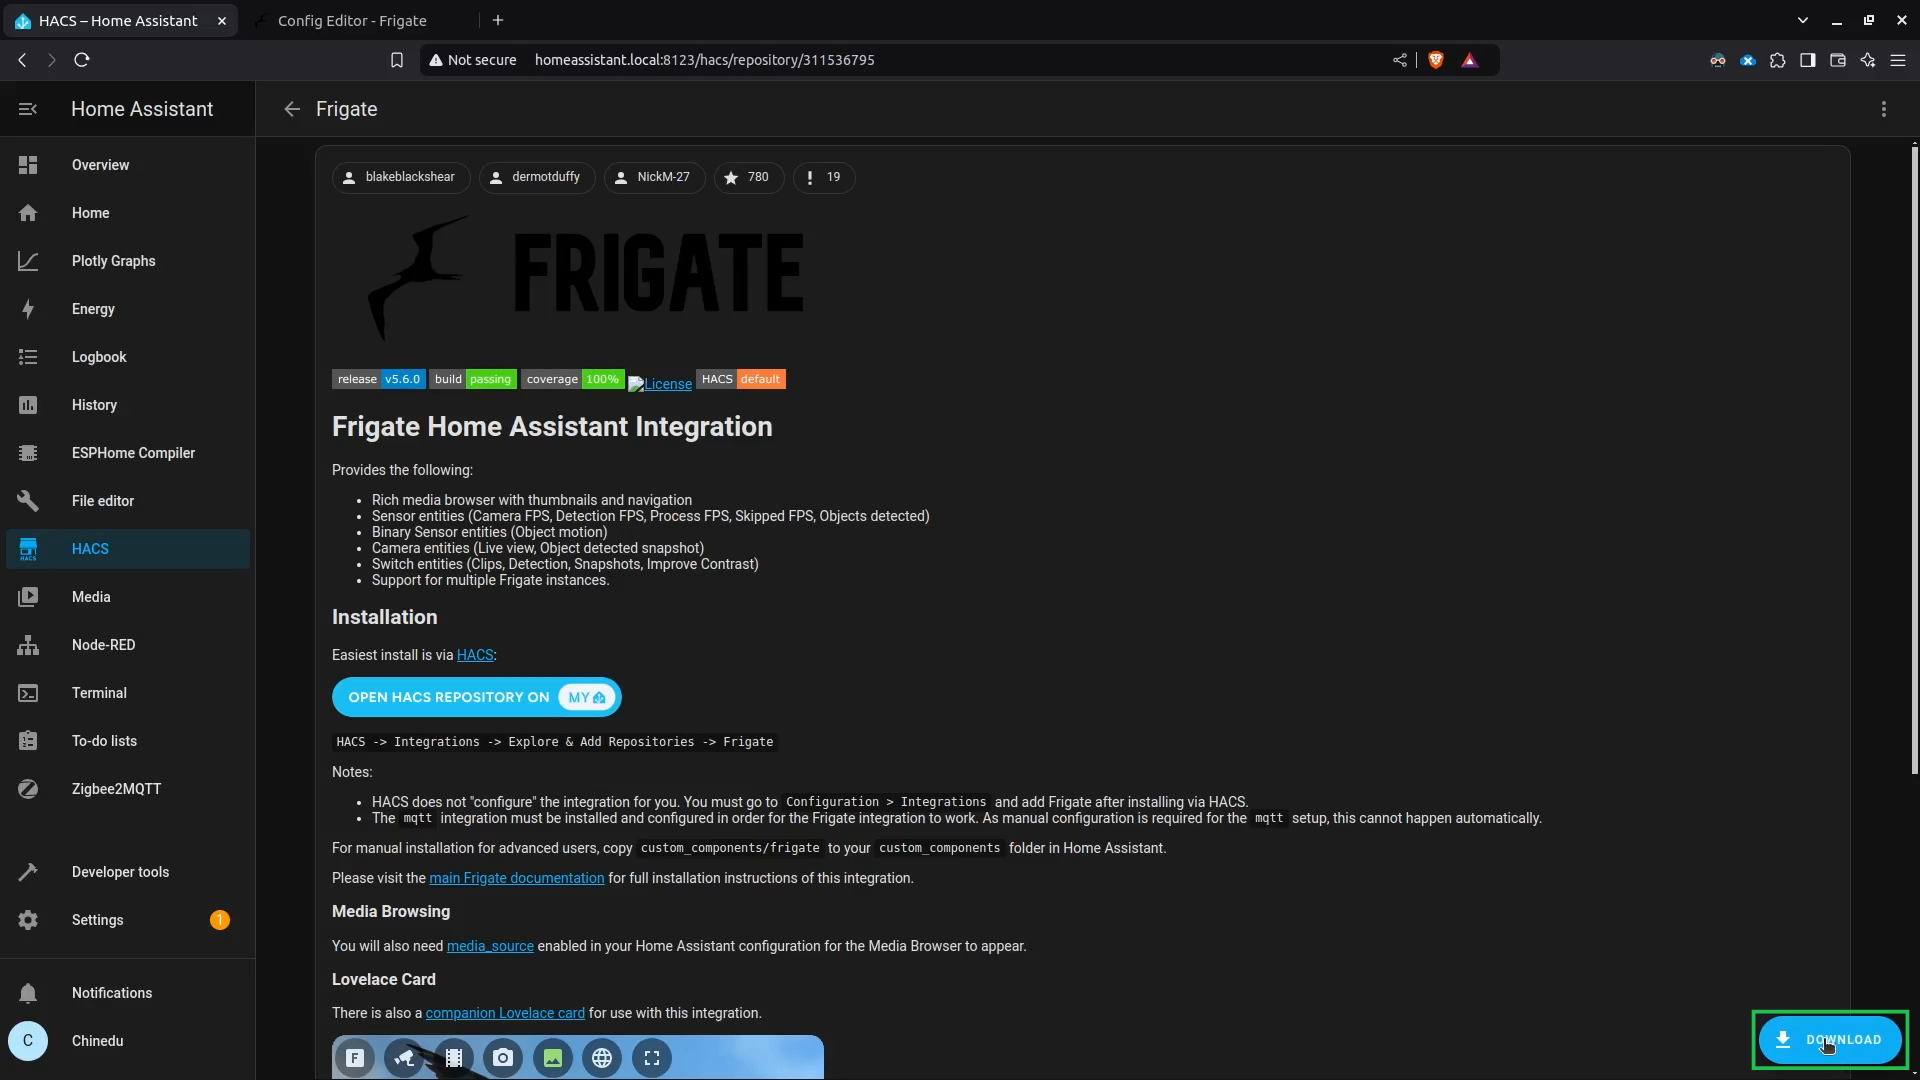 HACS – Home Assistant
Config Editor - Frigate
Not secure homeassistant.local:8123/hacs/repository/311536795
Home Assistant
Frigate
Overview
Home
Plotly Graphs
Energy
Logbook
History
ESPHome Compiler
File editor
HACS HACS
Media
Node-RED
Terminal
To-do lists
Zigbee2MQTT
Developer tools
Settings 1
Notifications
C Chinedu
blakeblackshear dermotduffy NickM-27 780 19
FRIGATE
release v5.6.0 build passing coverage 100% License HACS default
Frigate Home Assistant Integration
Provides the following:
• Rich media browser with thumbnails and navigation
• Sensor entities (Camera FPS, Detection FPS, Process FPS, Skipped FPS, Objects detected)
• Binary Sensor entities (Object motion)
• Camera entities (Live view, Object detected snapshot)
• Switch entities (Clips, Detection, Snapshots, Improve Contrast)
• Support for multiple Frigate instances.
Installation
Easiest install is via HACS:
OPEN HACS REPOSITORY ON MY
HACS -> Integrations -> Explore & Add Repositories -> Frigate
Notes:
• HACS does not "configure" the integration for you. You must go to Configuration > Integrations and add Frigate after installing via HACS.
• The mqtt integration must be installed and configured in order for the Frigate integration to work. As manual configuration is required for the mqtt setup, this cannot happen automatically.
For manual installation for advanced users, copy custom_components/frigate to your custom_components folder in Home Assistant.
Please visit the main Frigate documentation for full installation instructions of this integration.
Media Browsing
You will also need media_source enabled in your Home Assistant configuration for the Media Browser to appear.
Lovelace Card
There is also a companion Lovelace card for use with this integration.
F
DOWNLOAD